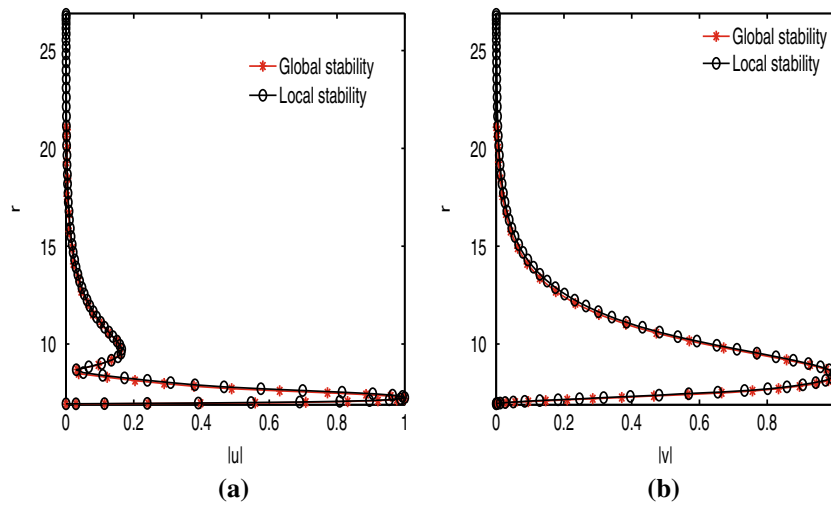 25
20
15
10
r
Global stability
Local stability
0 0.2 0.4 0.6 0.8 1
|u|
(a)
25
20
15
10
r
Global stability
Local stability
0 0.2 0.4 0.6 0.8
|v|
(b)